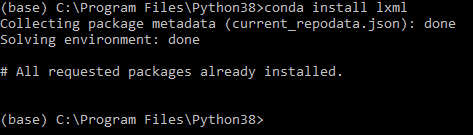 (base) C:\Program Files\Python38>conda install lxml
Collecting package metadata (current_repodata.json): done
Solving environment: done
# All requested packages already installed.
(base) C:\Program Files\Python38>